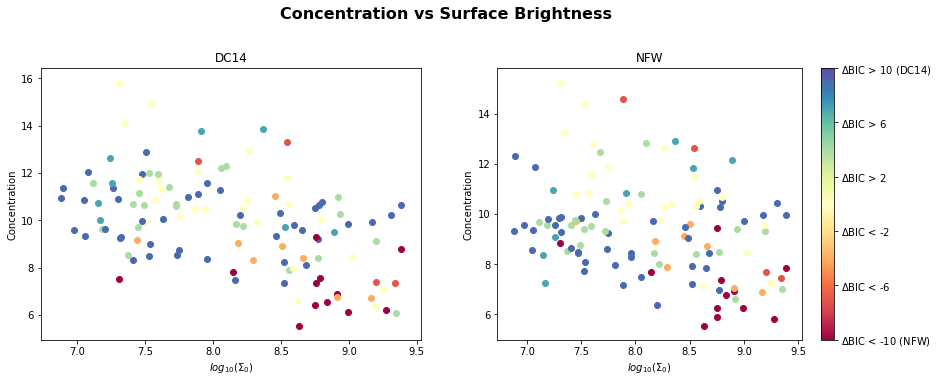 Concentration vs Surface Brightness
DC14
NFW
16
14
12
10
8
6
Concentration
7.0 7.5 8.0 8.5 9.0 9.5
log10(Σ0)
14
12
10
8
6
Concentration
7.0 7.5 8.0 8.5 9.0 9.5
log10(Σ0)
ΔBIC > 10 (DC14)
ΔBIC > 6
ΔBIC > 2
ΔBIC < -2
ΔBIC < -6
ΔBIC < -10 (NFW)